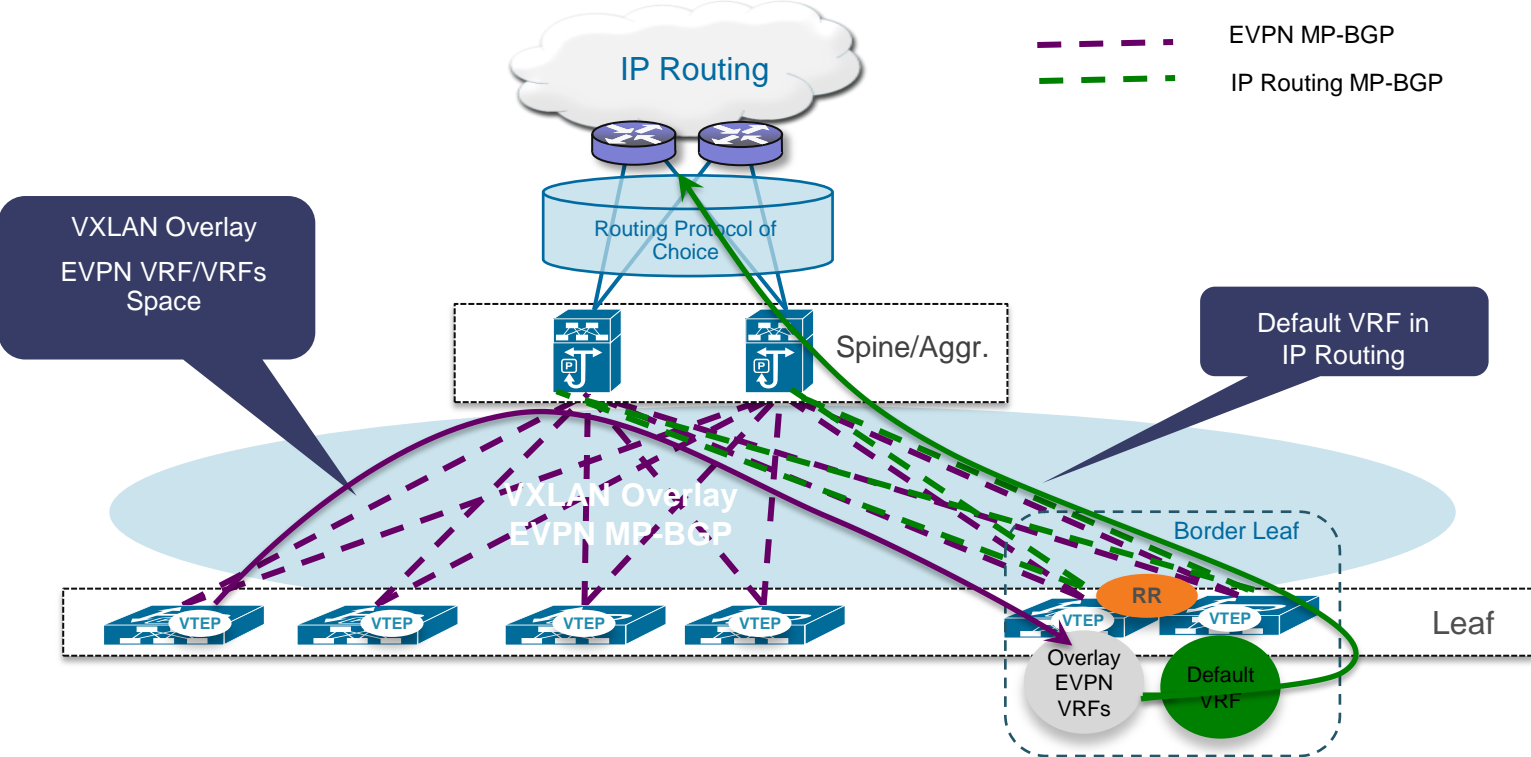 IP Routing
EVPN MP-BGP
IP Routing MP-BGP
VXLAN Overlay
EVPN VRF/VRFs
Space
Routing Protocol of
Choice
P
P
Spine/Aggr.
Default VRF in
IP Routing
VXLAN Overlay
EVPN MP-BGP
Border Leaf
RR
VTEP
VTEP
VTEP
VTEP
VTEP
VTEP
Leaf
Overlay
EVPN
VRFs
Default
VRF